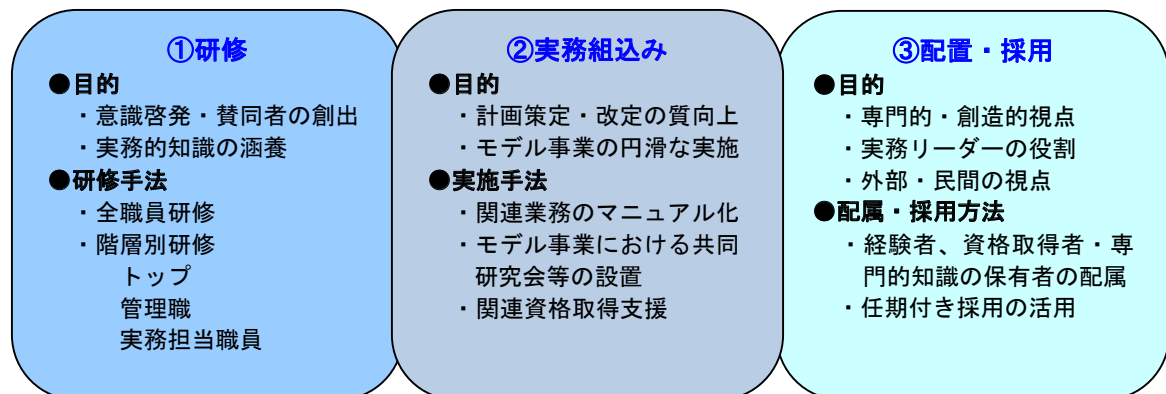 ①研修
●目的
・意識啓発・賛同者の創出
・実務的知識の涵養
●研修手法
・全職員研修
・階層別研修
トップ
管理職
実務担当職員
②実務組込み
●目的
・計画策定・改定の質向上
・モデル事業の円滑な実施
●実施手法
・関連業務のマニュアル化
・モデル事業における共同
研究会等の設置
・関連資格取得支援
③配置・採用
●目的
・専門的・創造的視点
・実務リーダーの役割
・外部・民間の視点
●配属・採用方法
・経験者、資格取得者・専
門的知識の保有者の配属
・任期付き採用の活用